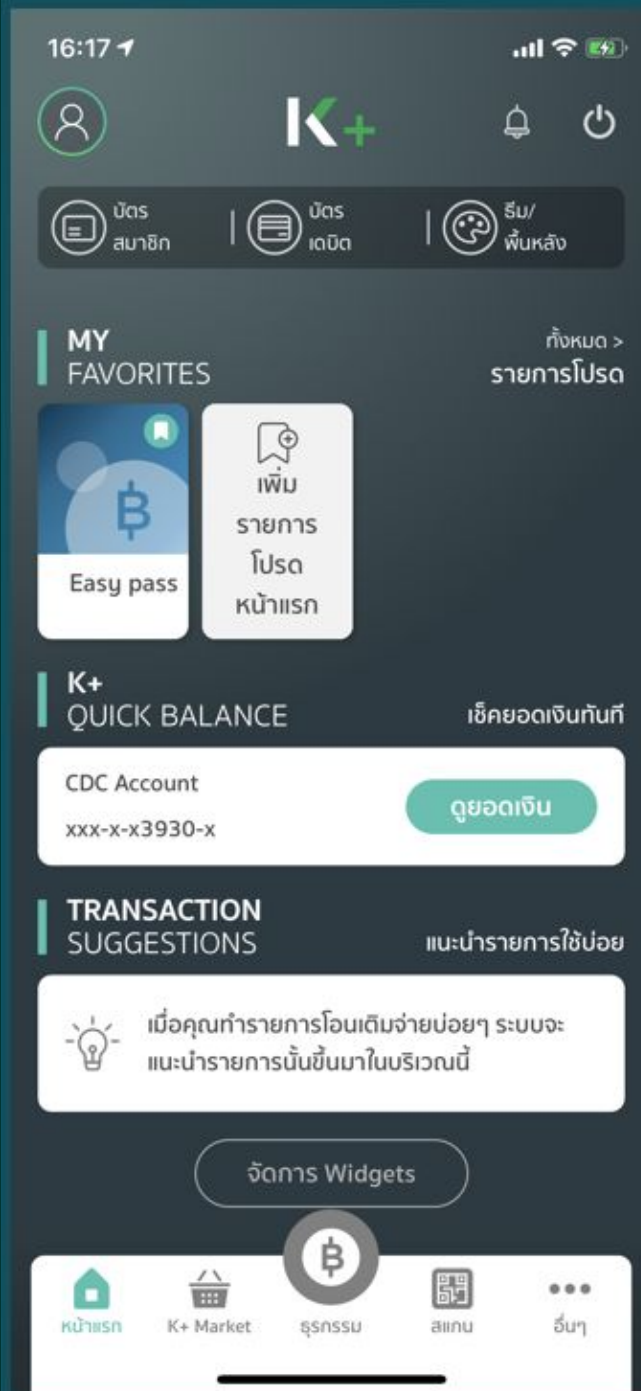 16:17
K+
บัตร
สมาชิก
บัตร
เดบิต
ธีม/
พื้นหลัง
MY
FAVORITES
ทั้งหมด >
รายการโปรด
฿
Easy pass
เพิ่ม
รายการ
โปรด
หน้าแรก
K+
QUICK BALANCE
เช็คยอดเงินทันที
CDC Account
xxx-x-x3930-x
ดูยอดเงิน
TRANSACTION
SUGGESTIONS
แนะนำรายการใช้บ่อย
เมื่อคุณทำรายการโอนเติมจ่ายบ่อยๆ ระบบจะ
แนะนำรายการนั้นขึ้นมาในบริเวณนี้
จัดการ Widgets
฿
หน้าแรก
K+ Market
ธุรกรรม
สแกน
อื่นๆ